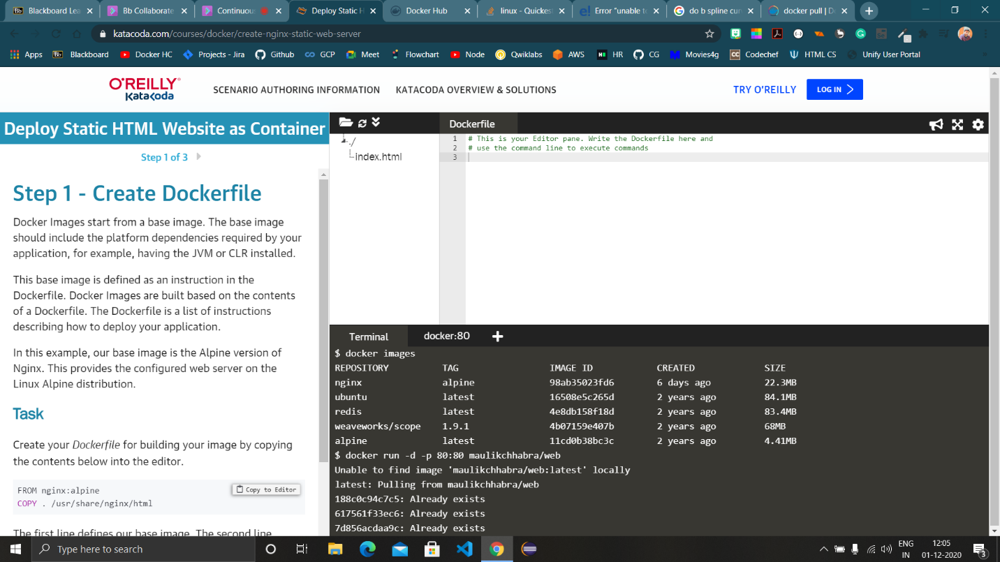 Blackboard Lea
Bb Collaborate
Continuous
Deploy Static H
Docker Hub
linux - Quickes
Error "unable t
do b spline cur
docker pull | D
katacoda.com/courses/docker/create-nginx-static-web-server
Apps
Bb
Blackboard
Docker HC
Projects - Jira
Github
GCP
Meet
Flowchart
Node
Qwiklabs
AWS
HR
CG
Movies4g
CC
Codechef
HTML CS
Unify User Portal
O'REILLY®
Katacoda
SCENARIO AUTHORING INFORMATION
KATACODA OVERVIEW & SOLUTIONS
TRY O'REILLY
LOG IN
Deploy Static HTML Website as Container
Step 1 of 3
Step 1 - Create Dockerfile
Docker Images start from a base image. The base image
should include the platform dependencies required by your
application, for example, having the JVM or CLR installed.
This base image is defined as an instruction in the
Dockerfile. Docker Images are built based on the contents
of a Dockerfile. The Dockerfile is a list of instructions
describing how to deploy your application.
In this example, our base image is the Alpine version of
Nginx. This provides the configured web server on the
Linux Alpine distribution.
Task
Create your Dockerfile for building your image by copying
the contents below into the editor.
FROM nginx:alpine
Copy to Editor
COPY . /usr/share/nginx/html
The first line defines our base image. The second line
./
index.html
Dockerfile
1 # This is your Editor pane. Write the Dockerfile here and
2 # use the command line to execute commands
3
Terminal
docker:80
$ docker images
REPOSITORY TAG IMAGE ID CREATED SIZE
nginx alpine 98ab35023fd6 6 days ago 22.3MB
ubuntu latest 16508e5c265d 2 years ago 84.1MB
redis latest 4e8db158f18d 2 years ago 83.4MB
weaveworks/scope 1.9.1 4b07159e407b 2 years ago 68MB
alpine latest 11cd0b38bc3c 2 years ago 4.41MB
$ docker run -d -p 80:80 maulikchhabra/web
Unable to find image 'maulikchhabra/web:latest' locally
latest: Pulling from maulikchhabra/web
188c0c94c7c5: Already exists
617561f33ec6: Already exists
7d856acdaa9c: Already exists
Type here to search
ENG
IN
12:05
01-12-2020
3